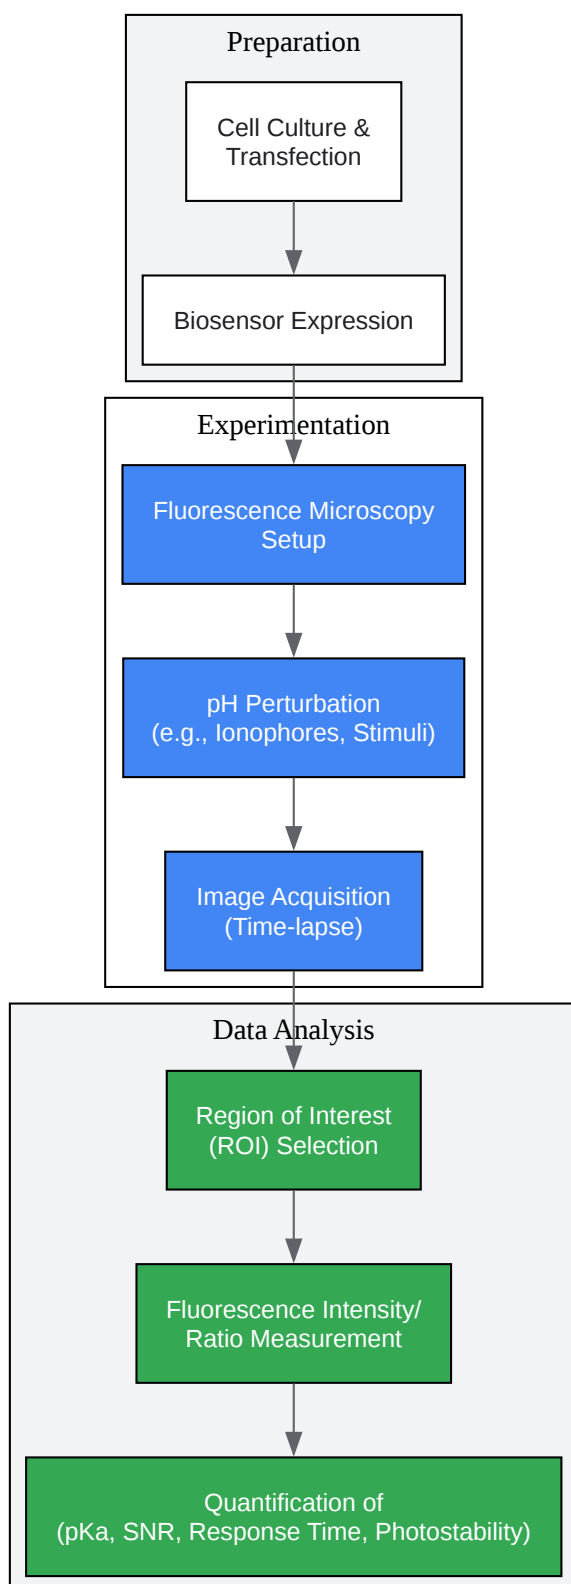 Preparation
Cell Culture &
Transfection
Biosensor Expression
Experimentation
Fluorescence Microscopy
Setup
pH Perturbation
(e.g., Ionophores, Stimuli)
Image Acquisition
(Time-lapse)
Data Analysis
Region of Interest
(ROI) Selection
Fluorescence Intensity/
Ratio Measurement
Quantification of
(pKa, SNR, Response Time, Photostability)